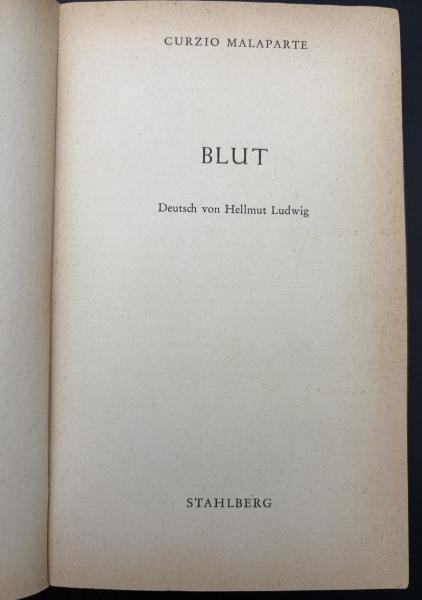 CURZIO MALAPARTE
BLUT
Deutsch von Hellmut Ludwig
STAHLBERG